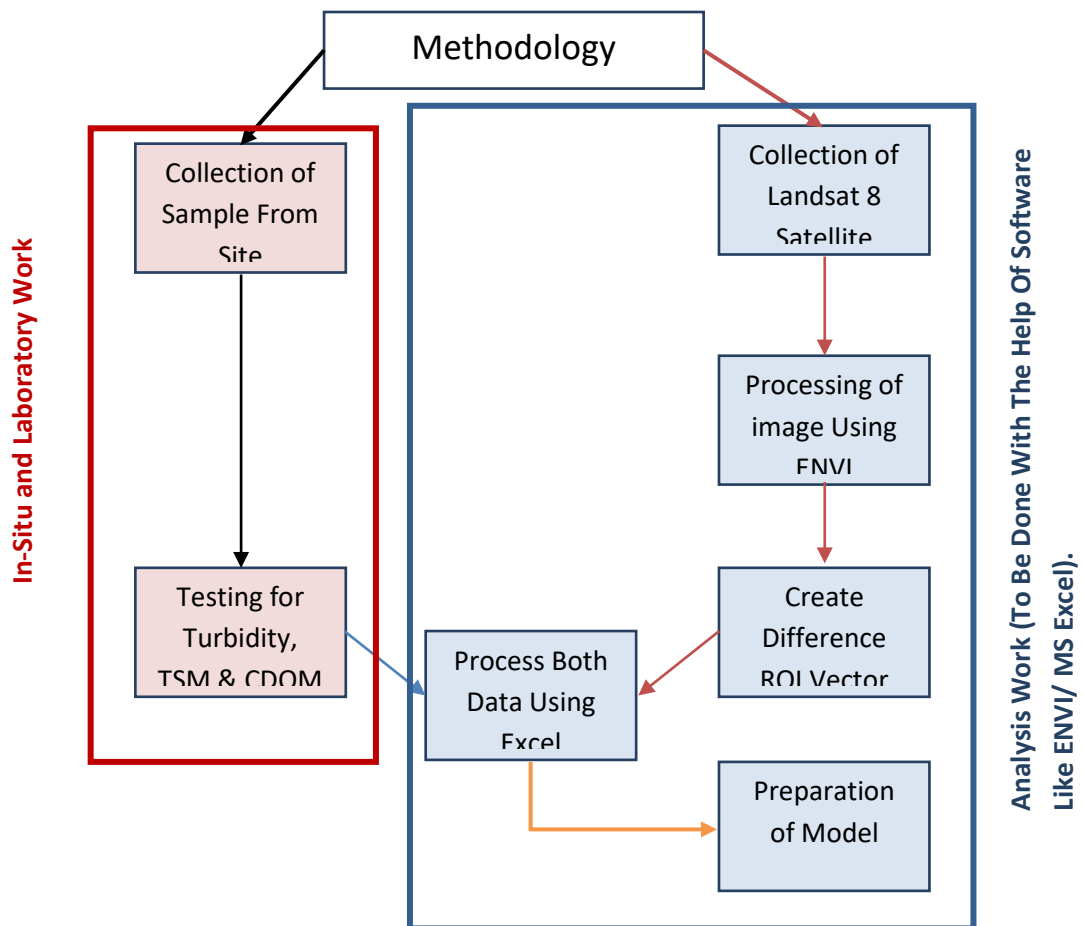 Methodology
In-Situ and Laboratory Work
Collection of
Sample From
Site
Testing for
Turbidity,
TSM & CDOM
Collection of
Landsat 8
Satellite
Processing of
image Using
ENVI
Create
Difference
ROI Vector
Process Both
Data Using
Excel
Preparation
of Model
Analysis Work (To Be Done With The Help Of Software
Like ENVI/ MS Excel).